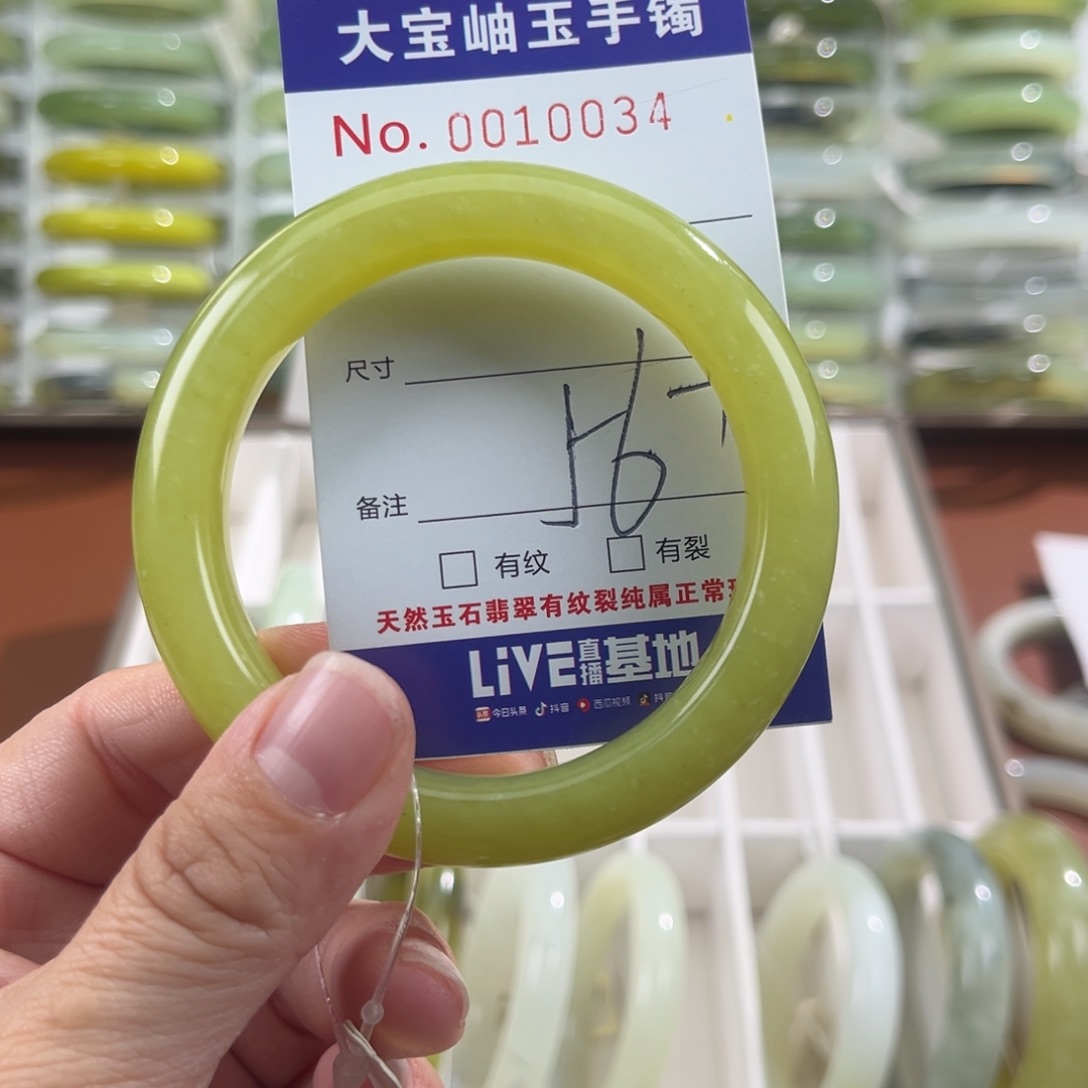 大宝岫玉手镯
No. 0010034
尺寸
56
备注
有纹 有裂
天然玉石翡翠有纹裂纯属正常
LiVE直播基地
今日头条 抖音 西瓜视频 抖音